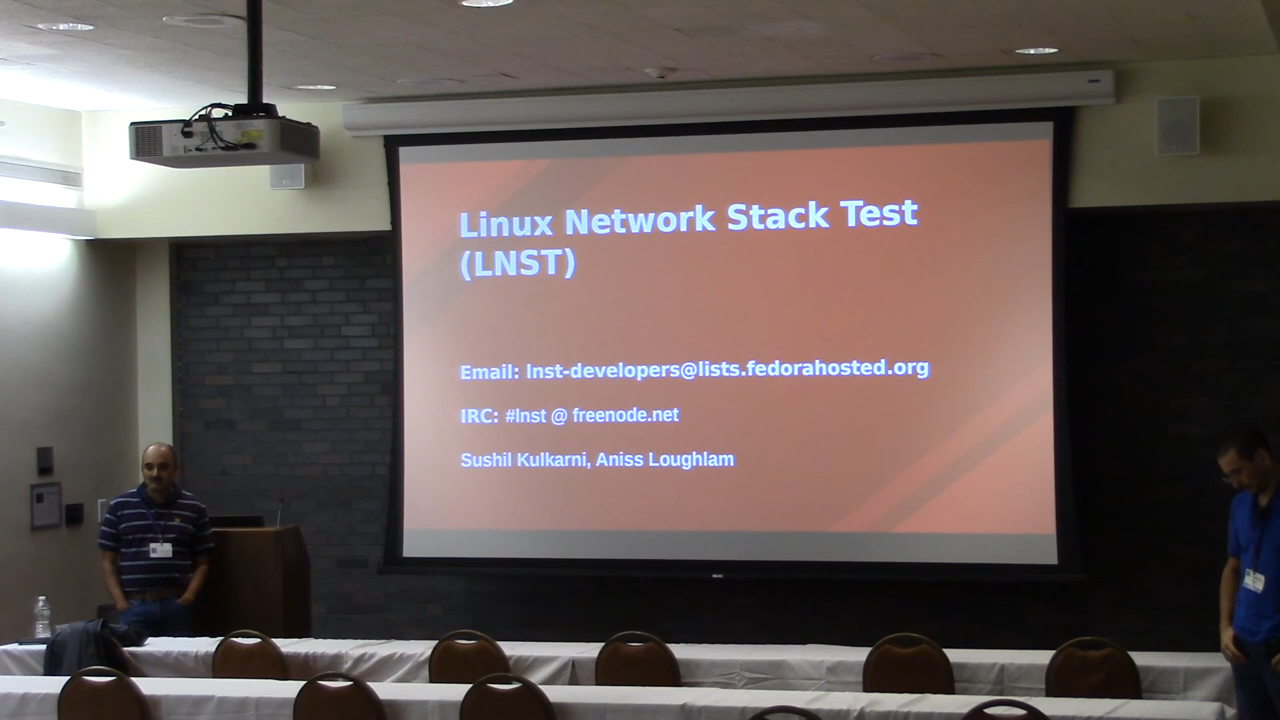 Linux Network Stack Test
(LNST)
Email: lnst-developers@lists.fedorahosted.org
IRC: #lnst @ freenode.net
Sushil Kulkarni, Aniss Loughlam